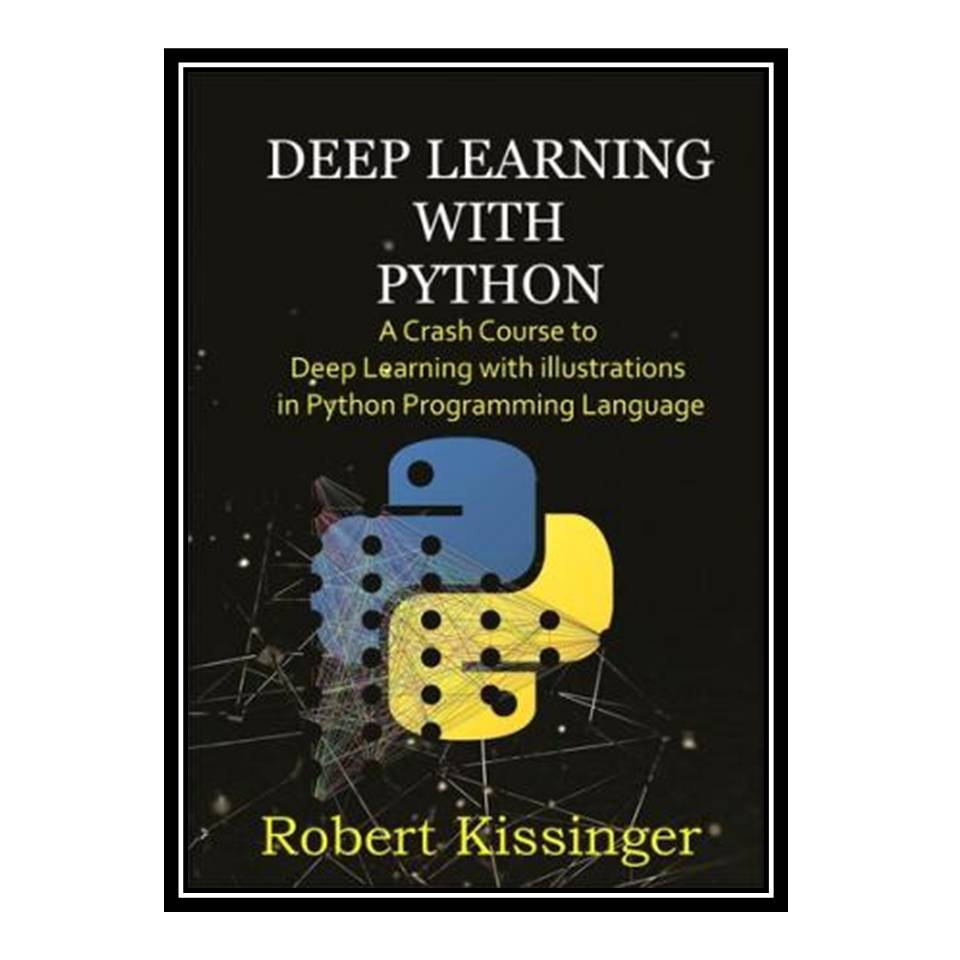 DEEP LEARNING
WITH
PYTHON
A Crash Course to
Deep Learning with illustrations
in Python Programming Language
Robert Kissinger